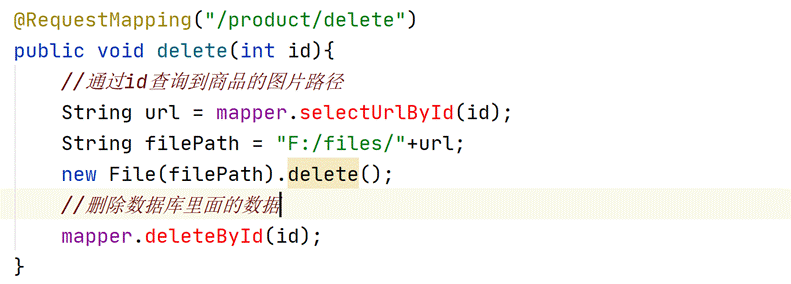 @RequestMapping("/product/delete")
public void delete(int id){
//通过id查询到商品的图片路径
String url = mapper.selectUrlById(id);
String filePath = "F:/files/"+url;
new File(filePath).delete();
//删除数据库里面的数据
mapper.deleteById(id);
}